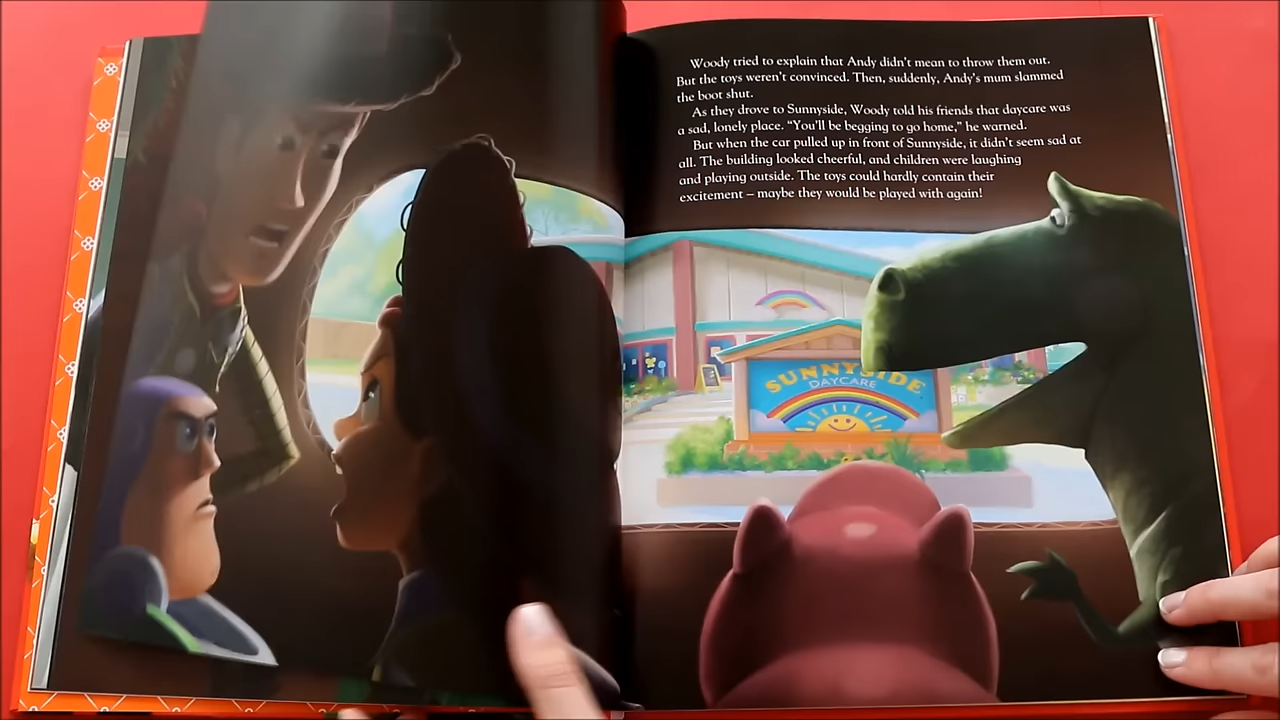 Woody tried to explain that Andy didn't mean to throw them out.
But the toys weren't convinced. Then, suddenly, Andy's mum slammed
the boot shut.
As they drove to Sunnyside, Woody told his friends that daycare was
a sad, lonely place. “You'll be begging to go home,” he warned.
But when the car pulled up in front of Sunnyside, it didn't seem sad at
all. The building looked cheerful, and children were laughing
and playing outside. The toys could hardly contain their
excitement – maybe they would be played with again!
SUNNYSIDE
DAYCARE